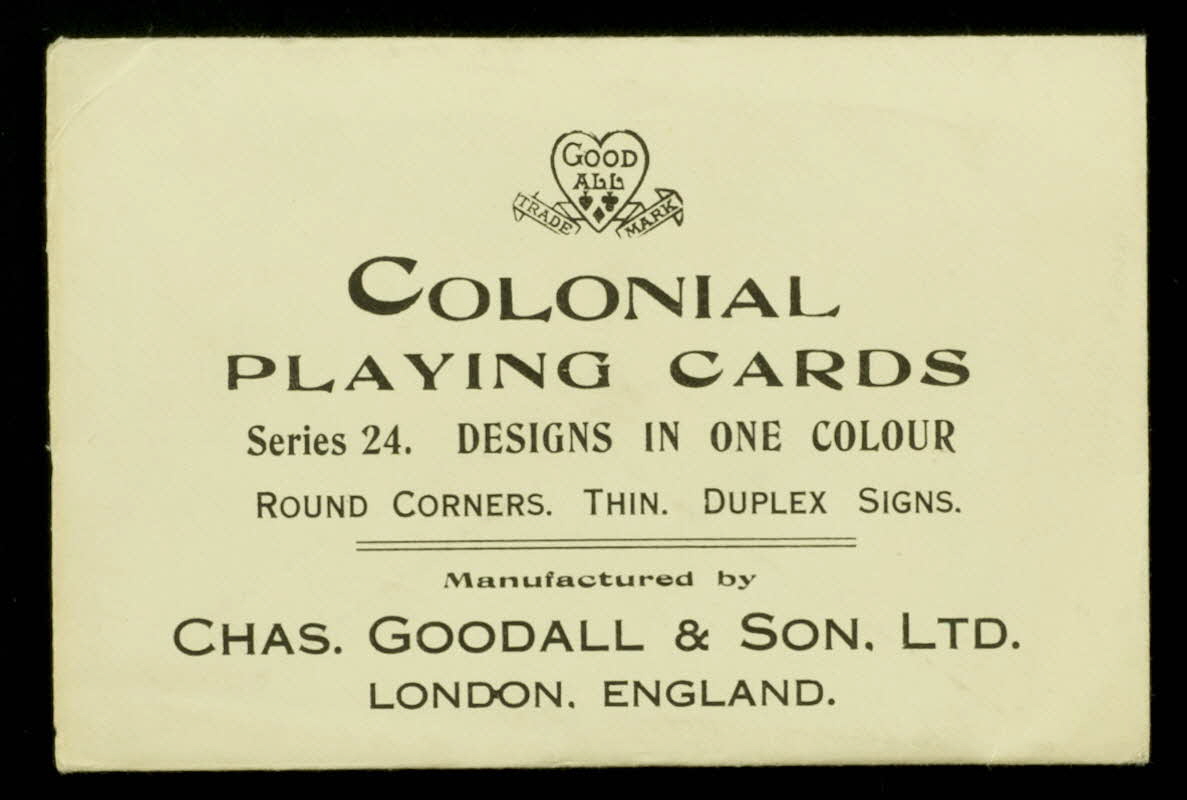 GOOD
ALL
TRADE MARK
COLONIAL
PLAYING CARDS
Series 24. DESIGNS IN ONE COLOUR
ROUND CORNERS. THIN. DUPLEX SIGNS.
Manufactured by
CHAS. GOODALL & SON, LTD.
LONDON, ENGLAND.